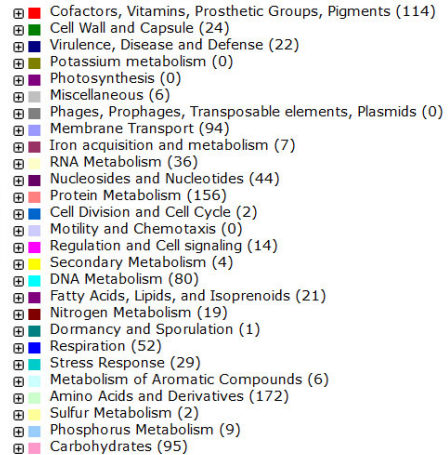 Cofactors, Vitamins, Prosthetic Groups, Pigments (114)
Cell Wall and Capsule (24)
Virulence, Disease and Defense (22)
Potassium metabolism (0)
Photosynthesis (0)
Miscellaneous (6)
Phages, Prophages, Transposable elements, Plasmids (0)
Membrane Transport (94)
Iron acquisition and metabolism (7)
RNA Metabolism (36)
Nucleosides and Nucleotides (44)
Protein Metabolism (156)
Cell Division and Cell Cycle (2)
Motility and Chemotaxis (0)
Regulation and Cell signaling (14)
Secondary Metabolism (4)
DNA Metabolism (80)
Fatty Acids, Lipids, and Isoprenoids (21)
Nitrogen Metabolism (19)
Dormancy and Sporulation (1)
Respiration (52)
Stress Response (29)
Metabolism of Aromatic Compounds (6)
Amino Acids and Derivatives (172)
Sulfur Metabolism (2)
Phosphorus Metabolism (9)
Carbohydrates (95)